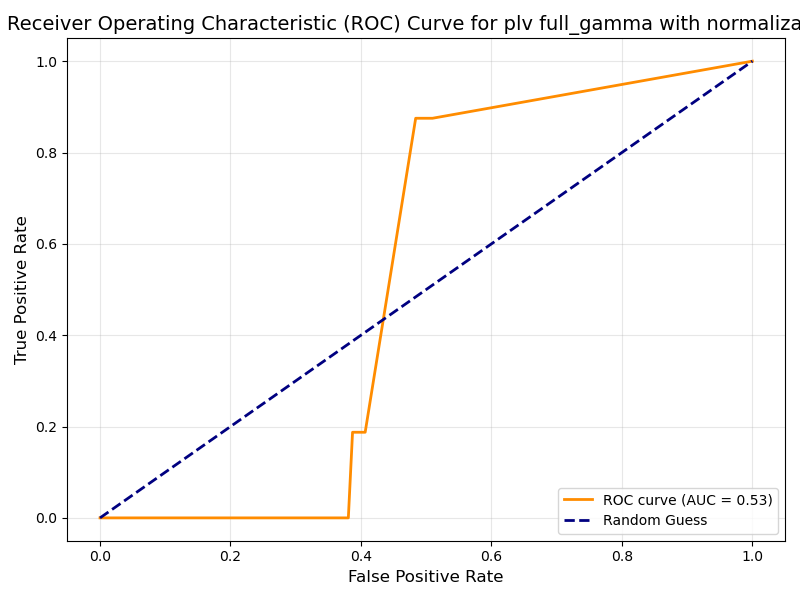 Receiver Operating Characteristic (ROC) Curve for plv full_gamma with normaliza
1.0
0.8
0.6
0.4
0.2
0.0
True Positive Rate
0.0 0.2 0.4 0.6 0.8 1.0
False Positive Rate
ROC curve (AUC = 0.53)
Random Guess